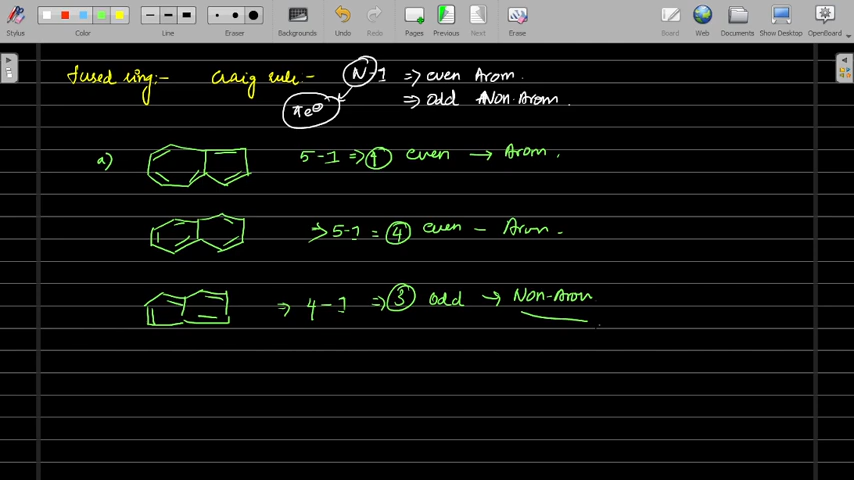 Stylus
Color
Line
Eraser
Backgrounds
Undo
Redo
Pages
Previous
Next
Erase
Board
Web
Documents
Show Desktop
OpenBoard
fused ring:- Craig rule:- N-1 ⇒ even Arom.
πe⊖ ⇒ odd Non-Arom.
a) 5-1 ⇒ 4 even → Arom.
⇒ 5-1 = 4 even - Arom.
⇒ 4-1 ⇒ 3 odd → Non-Arom